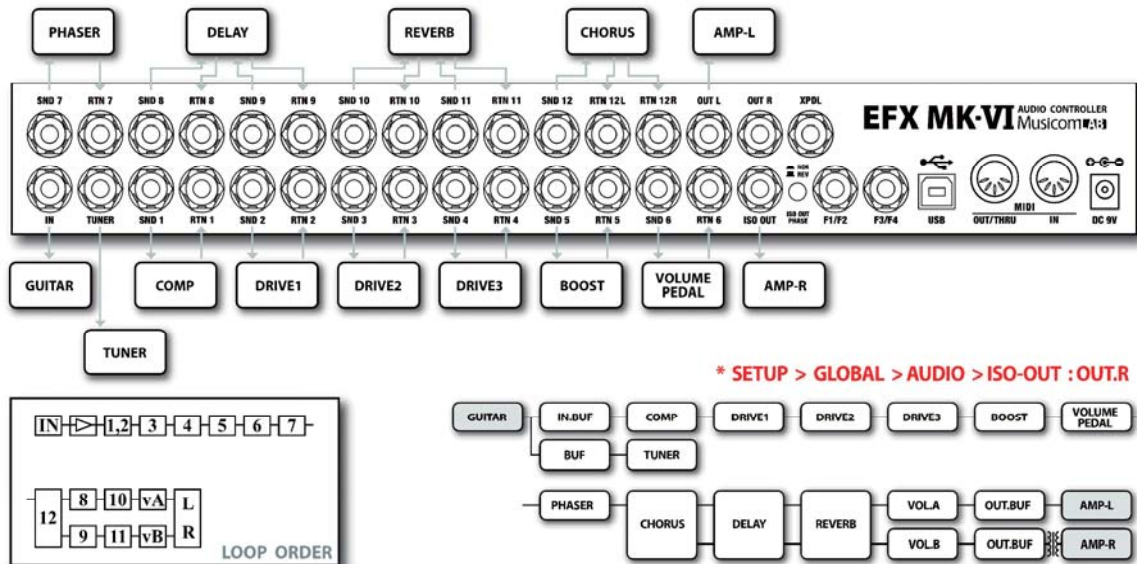 PHASER DELAY REVERB CHORUS AMP-L
SND 7 RTN 7 SND 8 RTN 8 SND 9 RTN 9 SND 10 RTN 10 SND 11 RTN 11 SND 12 RTN 12L RTN 12R OUT L OUT R XPDL
EFX MK-VI AUDIO CONTROLLER
MusicomLAB
NOR
REV
IN TUNER SND 1 RTN 1 SND 2 RTN 2 SND 3 RTN 3 SND 4 RTN 4 SND 5 RTN 5 SND 6 RTN 6 ISO OUT ISO OUT PHASE F1/F2 F3/F4 USB OUT/THRU MIDI IN DC 9V
GUITAR COMP DRIVE1 DRIVE2 DRIVE3 BOOST VOLUME PEDAL AMP-R
TUNER
* SETUP > GLOBAL > AUDIO > ISO-OUT : OUT.R
IN 1,2 3 4 5 6 7
12 8 10 vA L
9 11 vB R
LOOP ORDER
GUITAR IN.BUF COMP DRIVE1 DRIVE2 DRIVE3 BOOST VOLUME PEDAL
BUF TUNER
PHASER CHORUS DELAY REVERB VOL.A OUT.BUF AMP-L
VOL.B OUT.BUF AMP-R